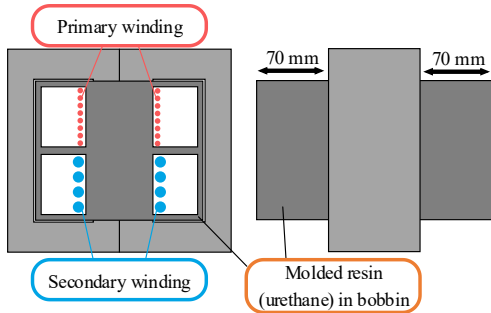 Primary winding
70 mm
70 mm
Secondary winding
Molded resin
(urethane) in bobbin